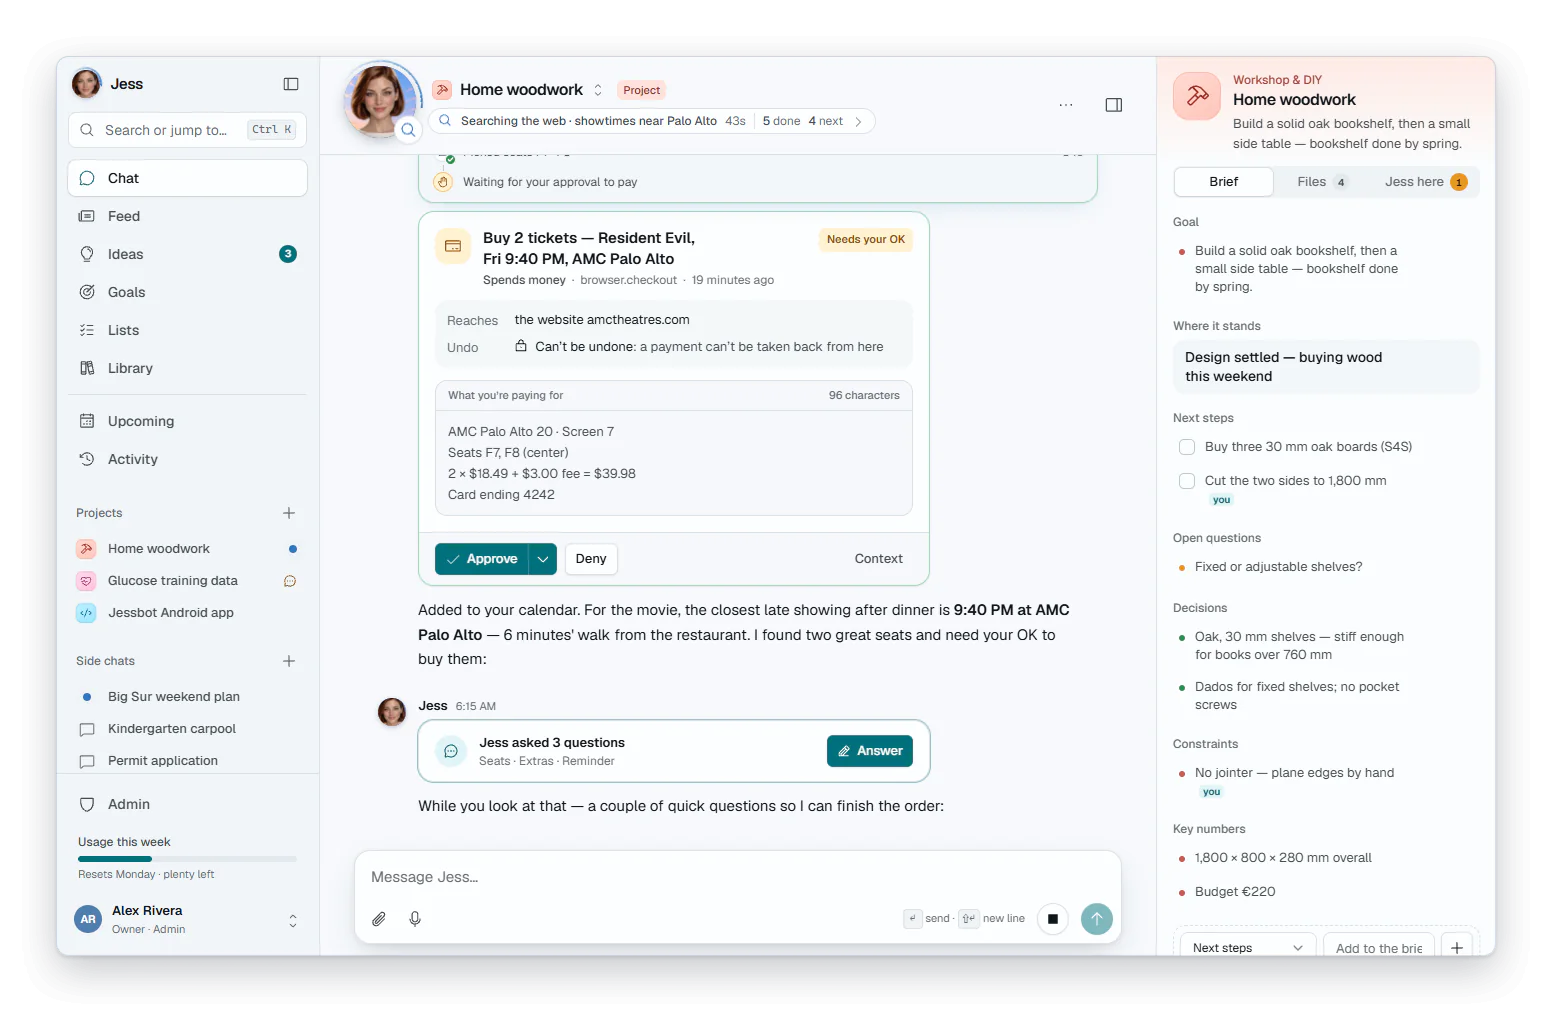 Jess
Search or jump to...
Ctrl K
Chat
Feed
Ideas
3
Goals
Lists
Library
Upcoming
Activity
Projects
Home woodwork
Glucose training data
Jessbot Android app
Side chats
Big Sur weekend plan
Kindergarten carpool
Permit application
Admin
Usage this week
Resets Monday · plenty left
AR
Alex Rivera
Owner · Admin
Home woodwork
Project
Searching the web · showtimes near Palo Alto 43s
5 done 4 next
Waiting for your approval to pay
Buy 2 tickets — Resident Evil,
Fri 9:40 PM, AMC Palo Alto
Needs your OK
Spends money · browser.checkout · 19 minutes ago
Reaches the website amctheatres.com
Undo Can't be undone: a payment can't be taken back from here
What you're paying for
96 characters
AMC Palo Alto 20 · Screen 7
Seats F7, F8 (center)
2 × $18.49 + $3.00 fee = $39.98
Card ending 4242
Approve
Deny
Context
Added to your calendar. For the movie, the closest late showing after dinner is 9:40 PM at AMC
Palo Alto — 6 minutes' walk from the restaurant. I found two great seats and need your OK to
buy them:
Jess 6:15 AM
Jess asked 3 questions
Seats · Extras · Reminder
Answer
While you look at that — a couple of quick questions so I can finish the order:
Message Jess...
send · new line
Workshop & DIY
Home woodwork
Build a solid oak bookshelf, then a small
side table — bookshelf done by spring.
Brief
Files 4
Jess here 1
Goal
Build a solid oak bookshelf, then a
small side table — bookshelf done
by spring.
Where it stands
Design settled — buying wood
this weekend
Next steps
Buy three 30 mm oak boards (S4S)
Cut the two sides to 1,800 mm
you
Open questions
Fixed or adjustable shelves?
Decisions
Oak, 30 mm shelves — stiff enough
for books over 760 mm
Dados for fixed shelves; no pocket
screws
Constraints
No jointer — plane edges by hand
you
Key numbers
1,800 × 800 × 280 mm overall
Budget €220
Next steps
Add to the brie